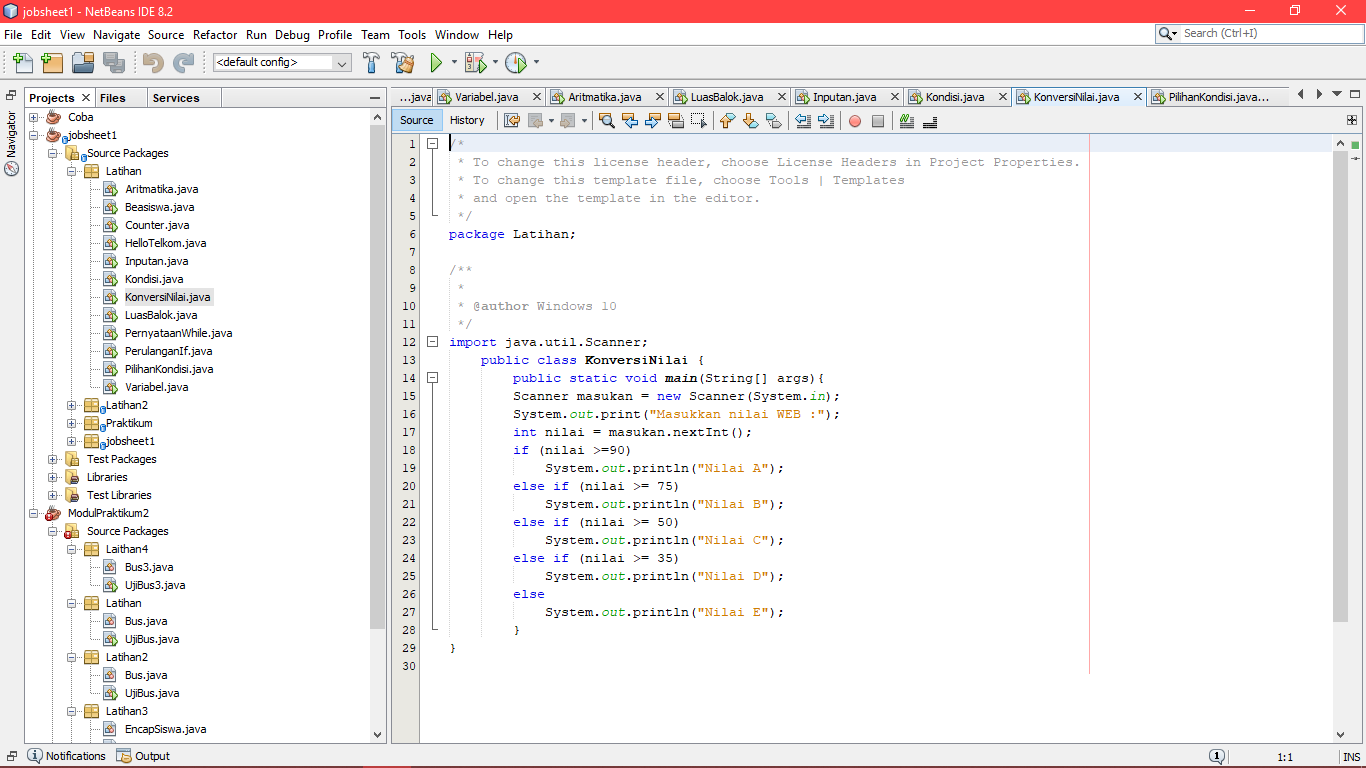 jobsheet1 - NetBeans IDE 8.2
File Edit View Navigate Source Refactor Run Debug Profile Team Tools Window Help
Search (Ctrl+I)
<default config>
Navigator
Projects Files Services
Coba
jobsheet1
Source Packages
Latihan
Aritmatika.java
Beasiswa.java
Counter.java
HelloTelkom.java
Inputan.java
Kondisi.java
KonversiNilai.java
LuasBalok.java
PernyataanWhile.java
PerulanganIf.java
PilihanKondisi.java
Variabel.java
Latihan2
Praktikum
jobsheet1
Test Packages
Libraries
Test Libraries
ModulPraktikum2
Source Packages
Laithan4
Bus3.java
UjiBus3.java
Latihan
Bus.java
UjiBus.java
Latihan2
Bus.java
UjiBus.java
Latihan3
EncapSiswa.java
...java Variabel.java Aritmatika.java LuasBalok.java Inputan.java Kondisi.java KonversiNilai.java PilihanKondisi.java...
Source History
1 /*
2 * To change this license header, choose License Headers in Project Properties.
3 * To change this template file, choose Tools | Templates
4 * and open the template in the editor.
5 */
6 package Latihan;
7
8 /**
9 *
10 * @author Windows 10
11 */
12 import java.util.Scanner;
13 public class KonversiNilai {
14 public static void main(String[] args){
15 Scanner masukan = new Scanner(System.in);
16 System.out.print("Masukkan nilai WEB :");
17 int nilai = masukan.nextInt();
18 if (nilai >=90)
19 System.out.println("Nilai A");
20 else if (nilai >= 75)
21 System.out.println("Nilai B");
22 else if (nilai >= 50)
23 System.out.println("Nilai C");
24 else if (nilai >= 35)
25 System.out.println("Nilai D");
26 else
27 System.out.println("Nilai E");
28 }
29 }
30
Notifications Output
1 1:1 INS